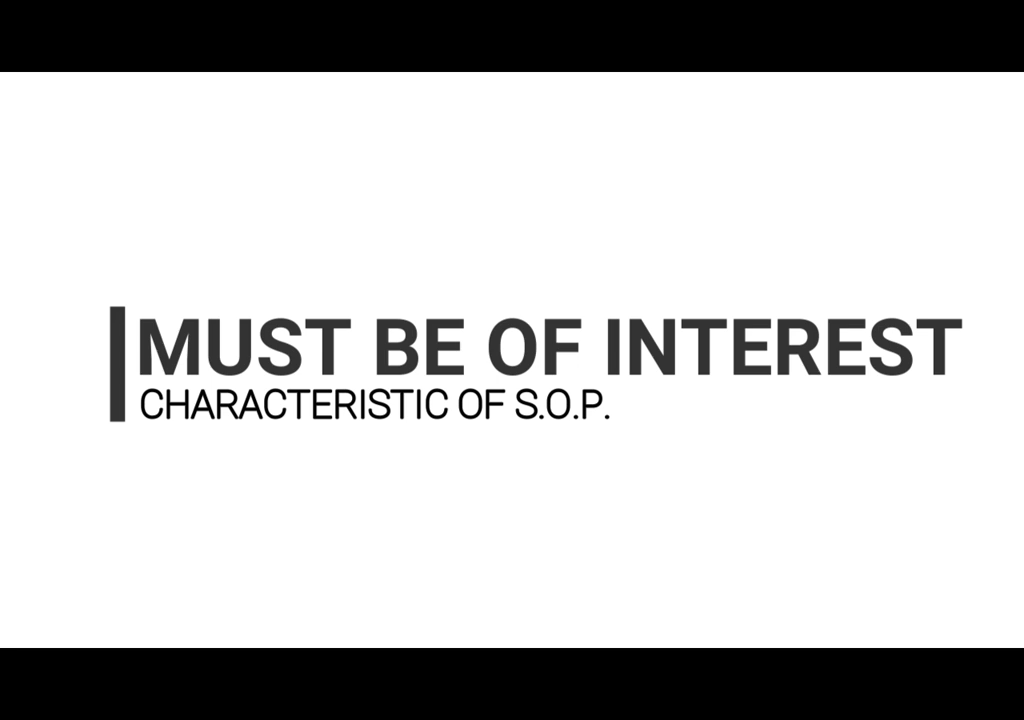 MUST BE OF INTEREST
CHARACTERISTIC OF S.O.P.